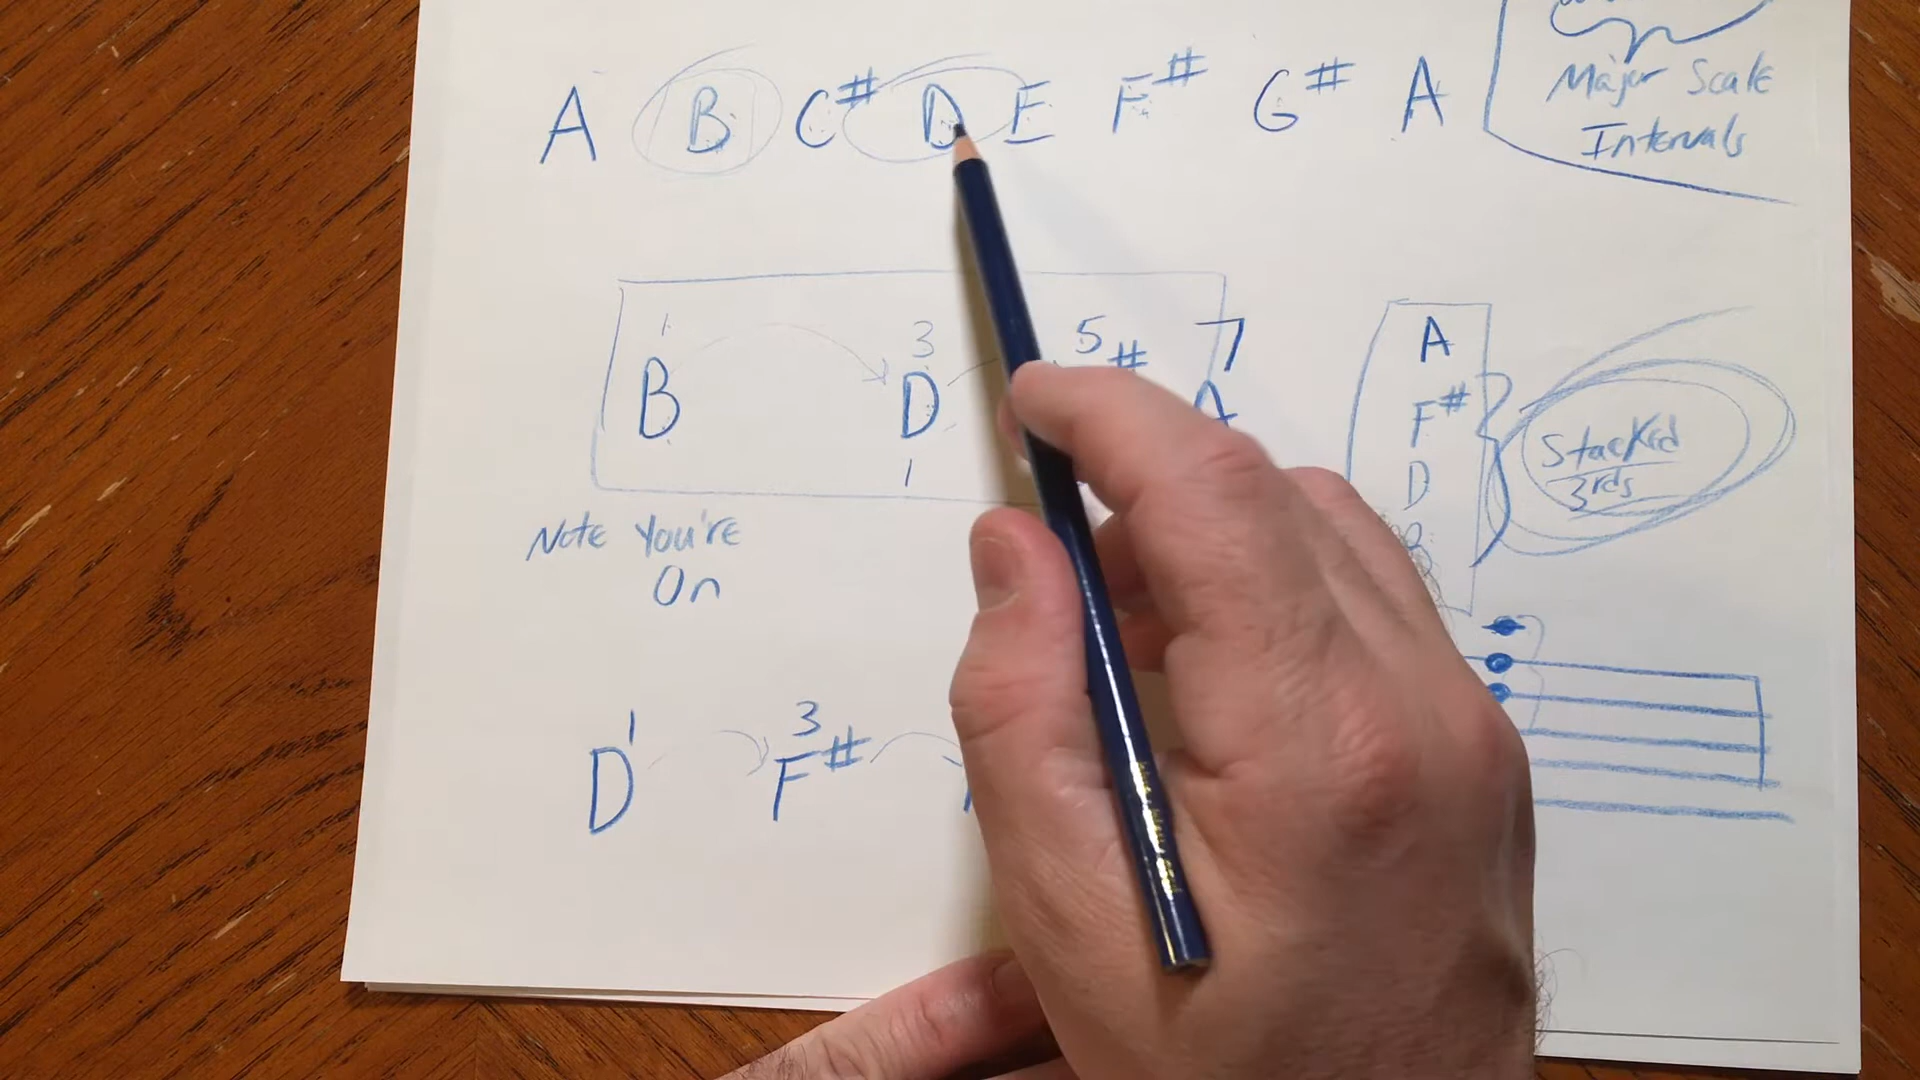 A B C# D E F# G# A
Major Scale
Intervals
1 3 5 7
B D # A
1
Note You're
On
A
F#
D
Stacked
3rds
1 3
D F#